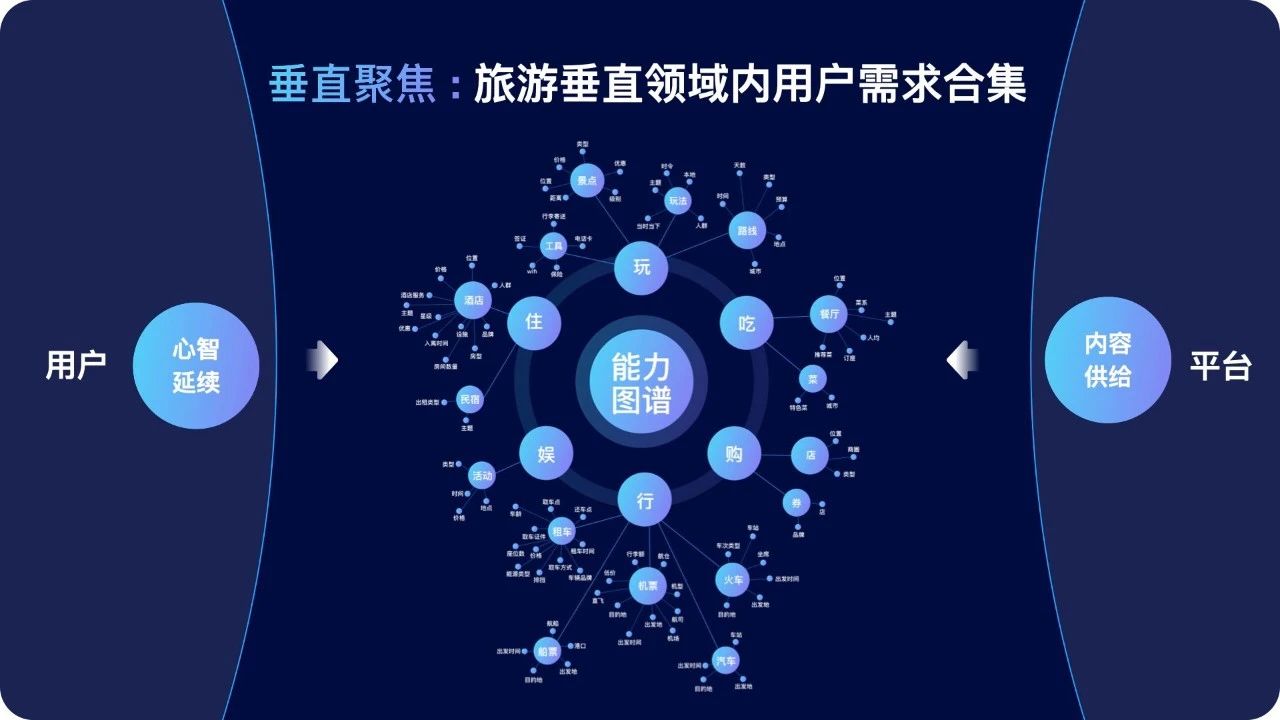 垂直聚焦：旅游垂直领域内用户需求合集
用户
心智
延续
内容
供给
平台
能力
图谱
玩
景点
类型
价格
优惠
位置
距离
级别
玩法
时令
主题
本地
当时当下
人群
路线
天数
类型
时间
预算
地点
城市
工具
行李寄送
签证
电话卡
wifi
保险
吃
餐厅
位置
菜系
主题
人均
订座
推荐菜
菜
特色菜
城市
购
店
位置
商圈
类型
券
店
品牌
行
火车
车站
车次类型
坐席
出发时间
出发地
目的地
汽车
车站
出发时间
目的地
出发地
机票
行李额
航仓
低价
机型
直飞
目的地
航司
出发地
机场
出发时间
船票
航船
出发时间
港口
出发地
目的地
租车
取车点
车龄
还车点
取车证件
座位数
价格
租车时间
取车方式
能源类型
排挡
车辆品牌
娱
活动
类型
时间
价格
地点
住
酒店
位置
价格
人群
酒店服务
主题
星级
优惠
设施
品牌
入离时间
房型
房间数量
民宿
出租类型
主题